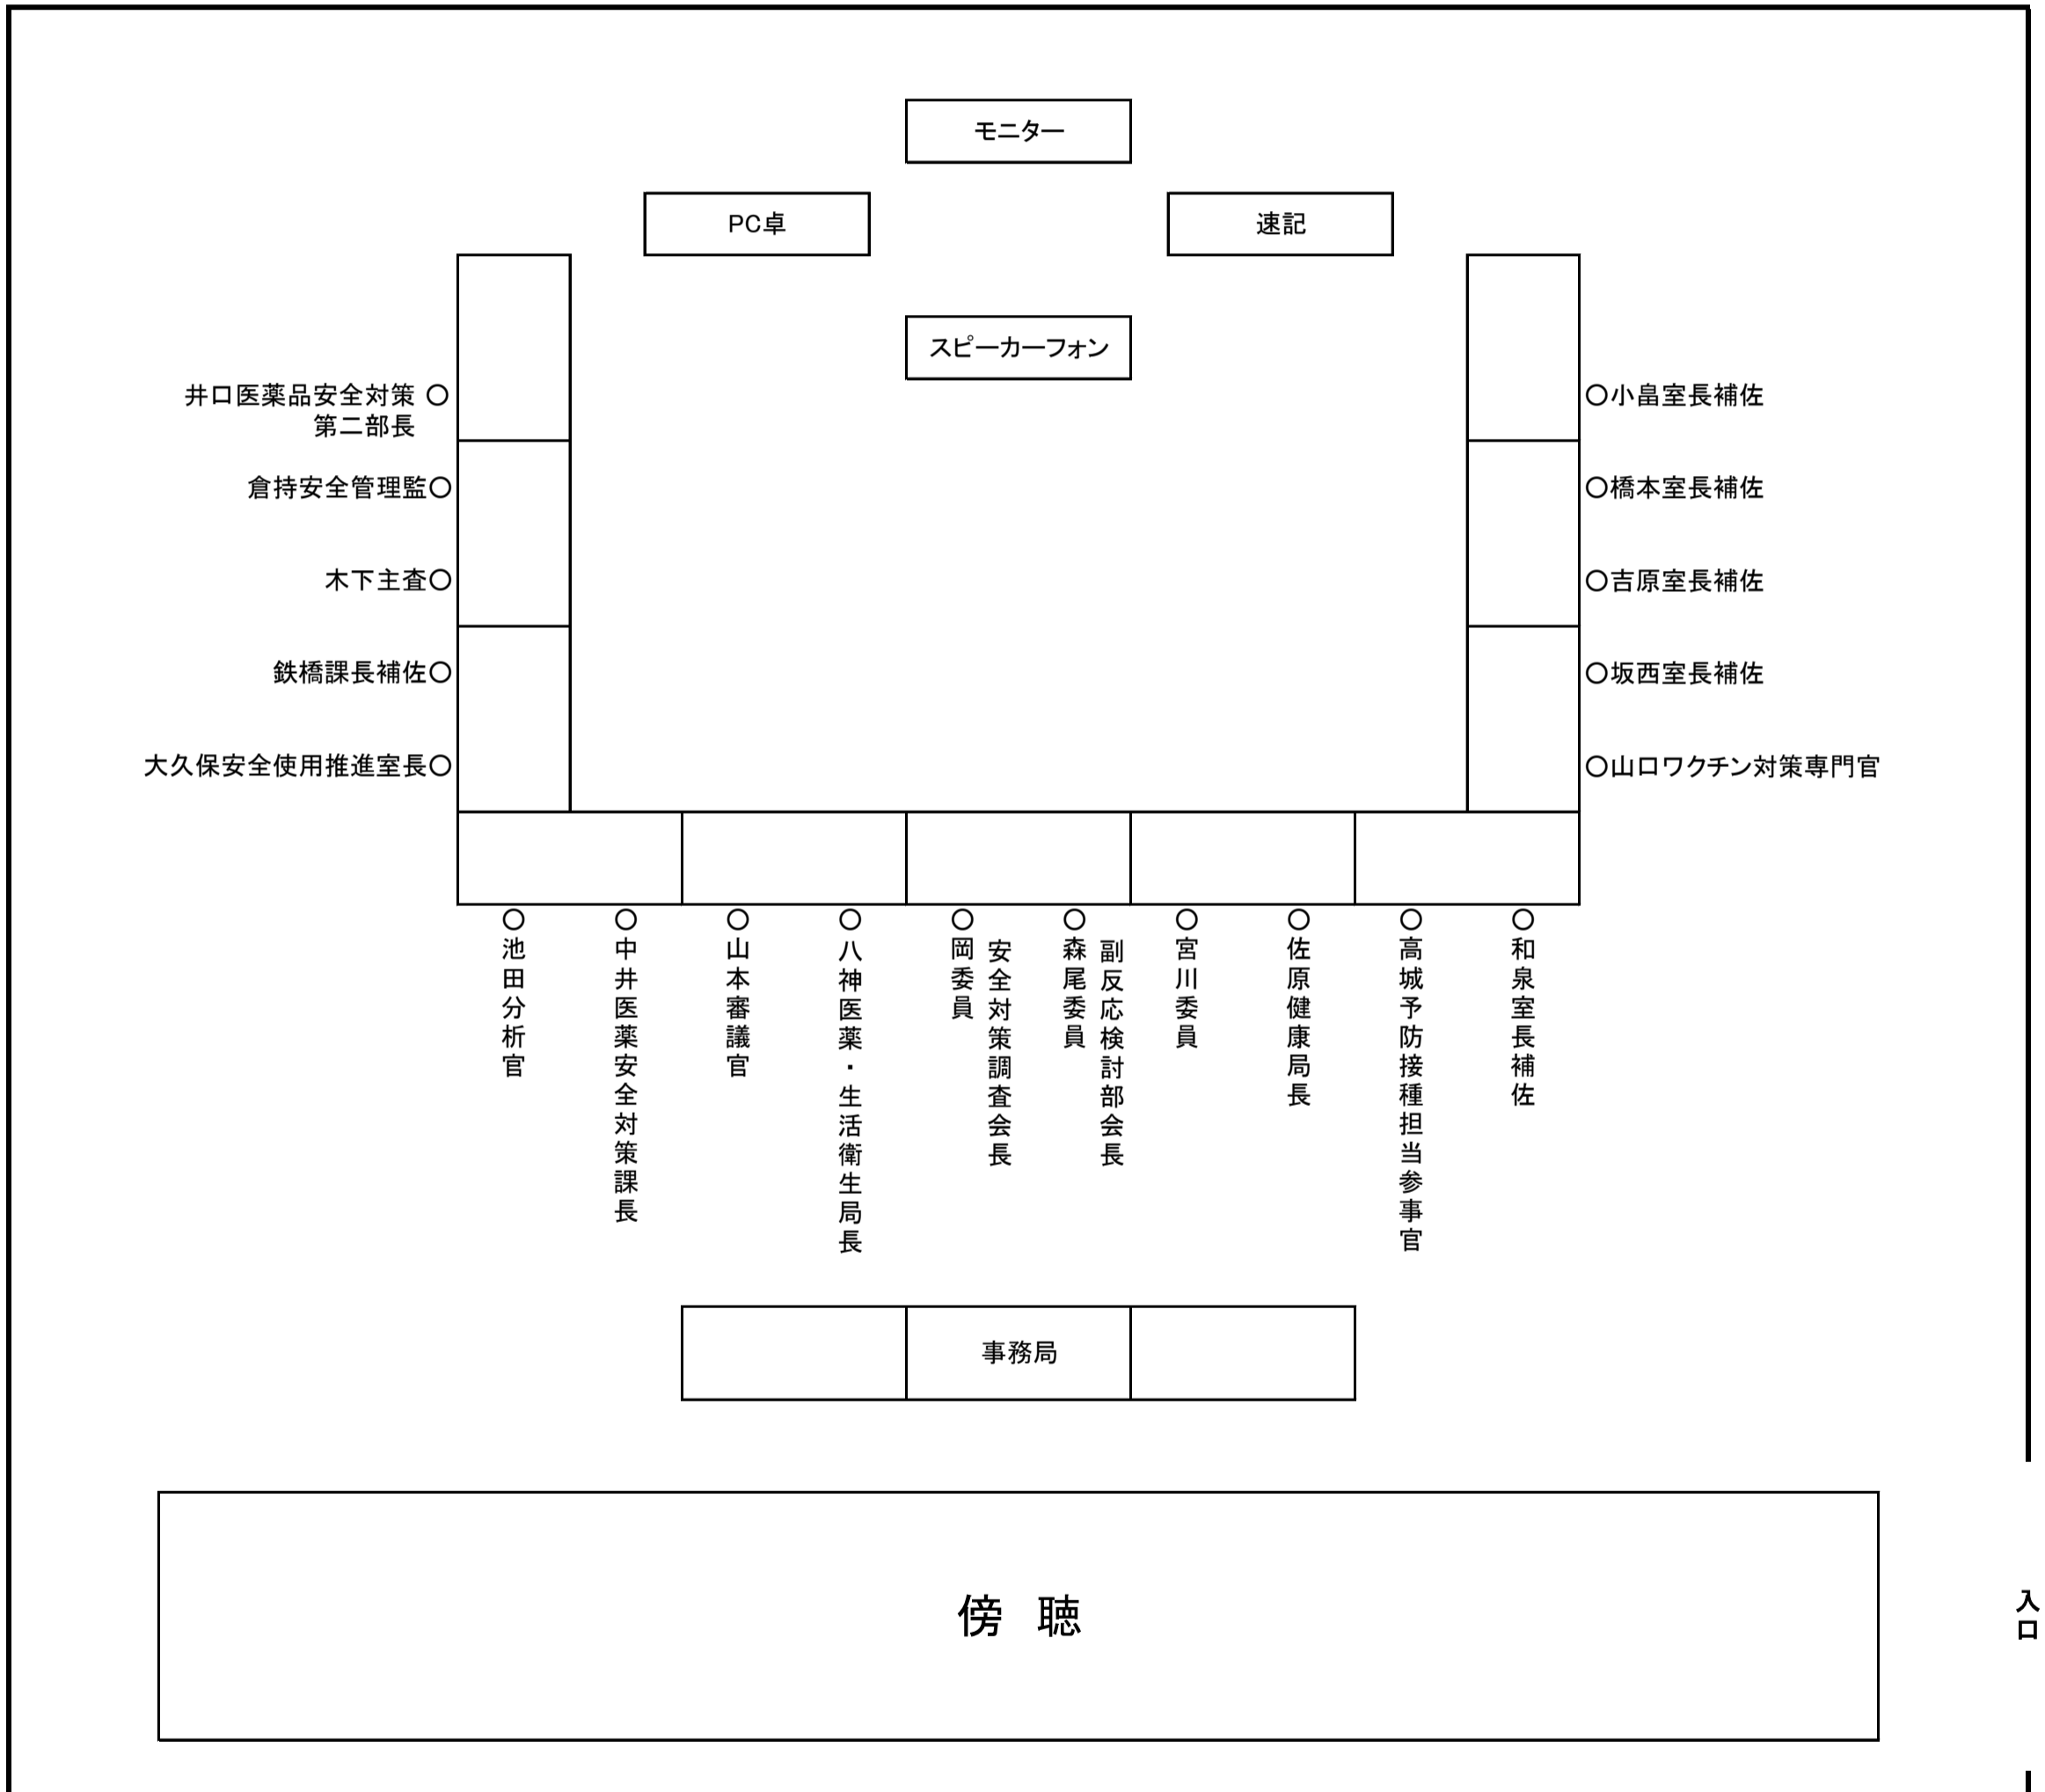 モニター
PC卓
速記
スピーカーフォン
井口医薬品安全対策 ○
第二部長
倉持安全管理監○
木下主査○
鉄橋課長補佐○
大久保安全使用推進室長○
○小畠室長補佐
○橋本室長補佐
○吉原室長補佐
○坂西室長補佐
○山口ワクチン対策専門官
○池田分析官
○中井医薬安全対策課長
○山本審議官
○八神医薬・生活衛生局長
○岡委員
安全対策調査会長
○森尾委員
副反応検討部会長
○宮川委員
○佐原健康局長
○高城予防接種担当参事官
○和泉室長補佐
事務局
傍 聴
入口